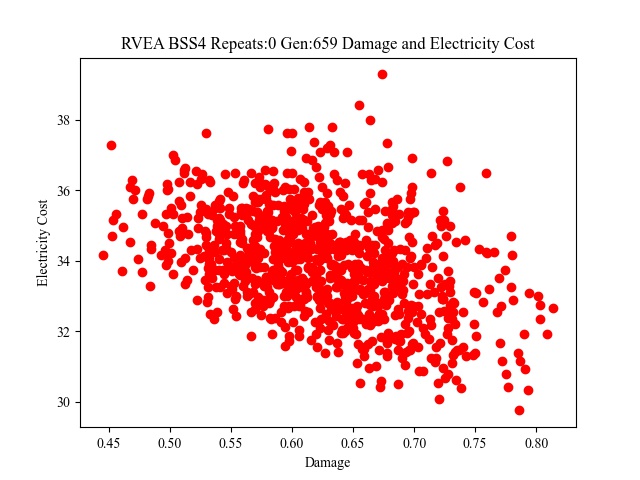 RVEA BSS4 Repeats:0 Gen:659 Damage and Electricity Cost
38
36
34
32
30
Electricity Cost
0.45 0.50 0.55 0.60 0.65 0.70 0.75 0.80
Damage